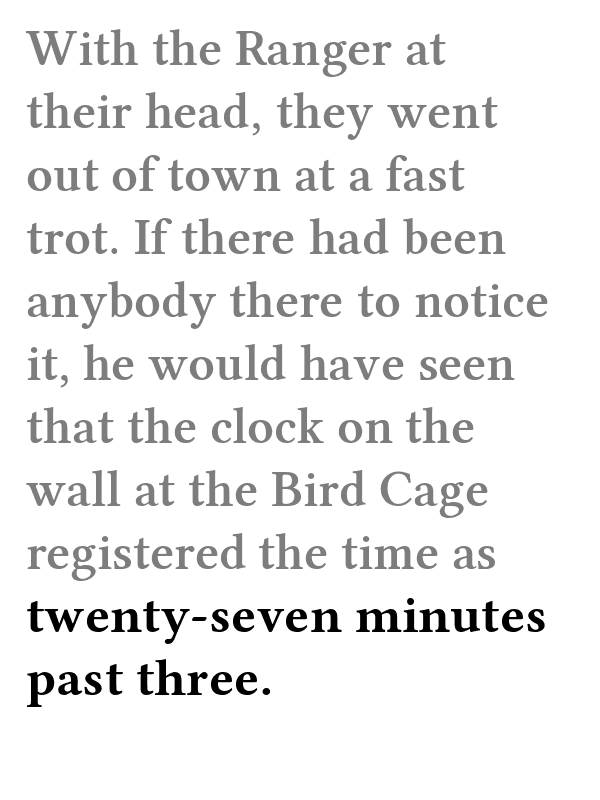 With the Ranger at
their head, they went
out of town at a fast
trot. If there had been
anybody there to notice
it, he would have seen
that the clock on the
wall at the Bird Cage
registered the time as
twenty-seven minutes
past three.